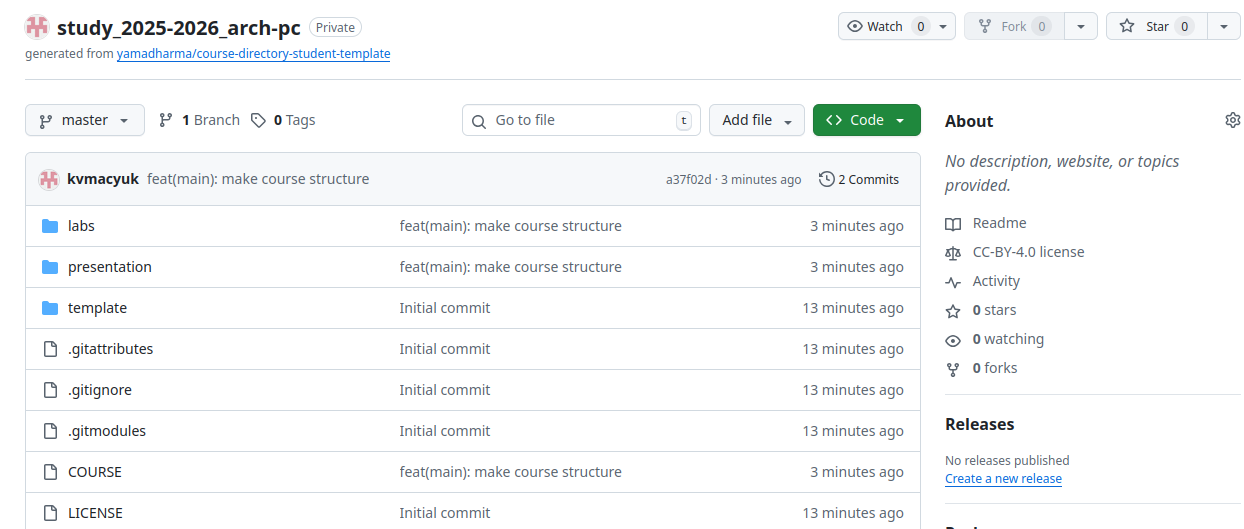 study_2025-2026_arch-pc Private Watch 0 Fork 0 Star 0
generated from yamadharma/course-directory-student-template
master 1 Branch 0 Tags Go to file t Add file <> Code
kvmacyuk feat(main): make course structure a37f02d · 3 minutes ago 2 Commits
labs feat(main): make course structure 3 minutes ago
presentation feat(main): make course structure 3 minutes ago
template Initial commit 13 minutes ago
.gitattributes Initial commit 13 minutes ago
.gitignore Initial commit 13 minutes ago
.gitmodules Initial commit 13 minutes ago
COURSE feat(main): make course structure 3 minutes ago
LICENSE Initial commit 13 minutes ago
About
No description, website, or topics
provided.
Readme
CC-BY-4.0 license
Activity
0 stars
0 watching
0 forks
Releases
No releases published
Create a new release